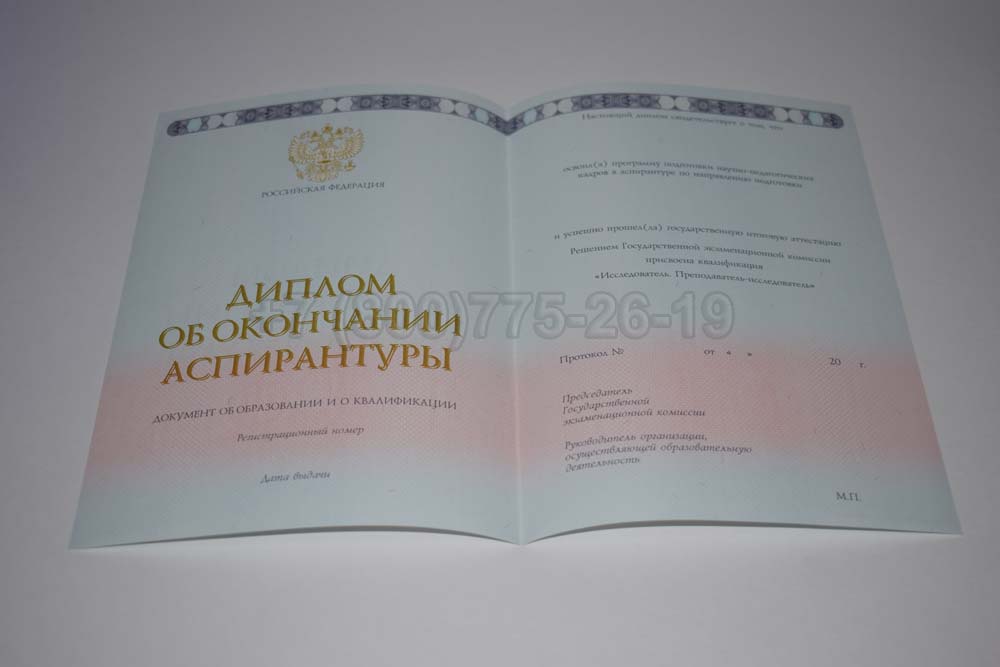 РОССИЙСКАЯ ФЕДЕРАЦИЯ
ДИПЛОМ
ОБ ОКОНЧАНИИ
АСПИРАНТУРЫ
ДОКУМЕНТ ОБ ОБРАЗОВАНИИ И О КВАЛИФИКАЦИИ
Регистрационный номер
Дата выдачи
Настоящий диплом свидетельствует о том, что
освоил(а) программу подготовки научно-педагогических
кадров в аспирантуре по направлению подготовки
и успешно прошел(ла) государственную итоговую аттестацию
Решением Государственной экзаменационной комиссии
присвоена квалификация
«Исследователь. Преподаватель-исследователь»
Протокол № от « » 20 г.
Председатель
Государственной
экзаменационной комиссии
Руководитель организации,
осуществляющей образовательную
деятельность
М.П.
+7 (800)775-26-19